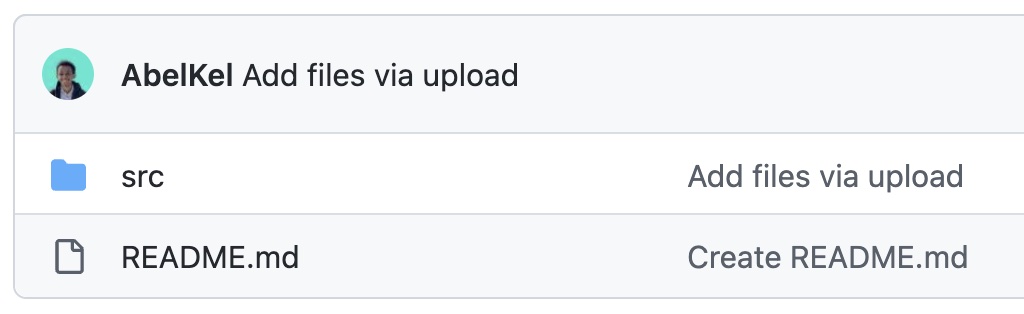 AbelKel Add files via upload
src Add files via upload
README.md Create README.md